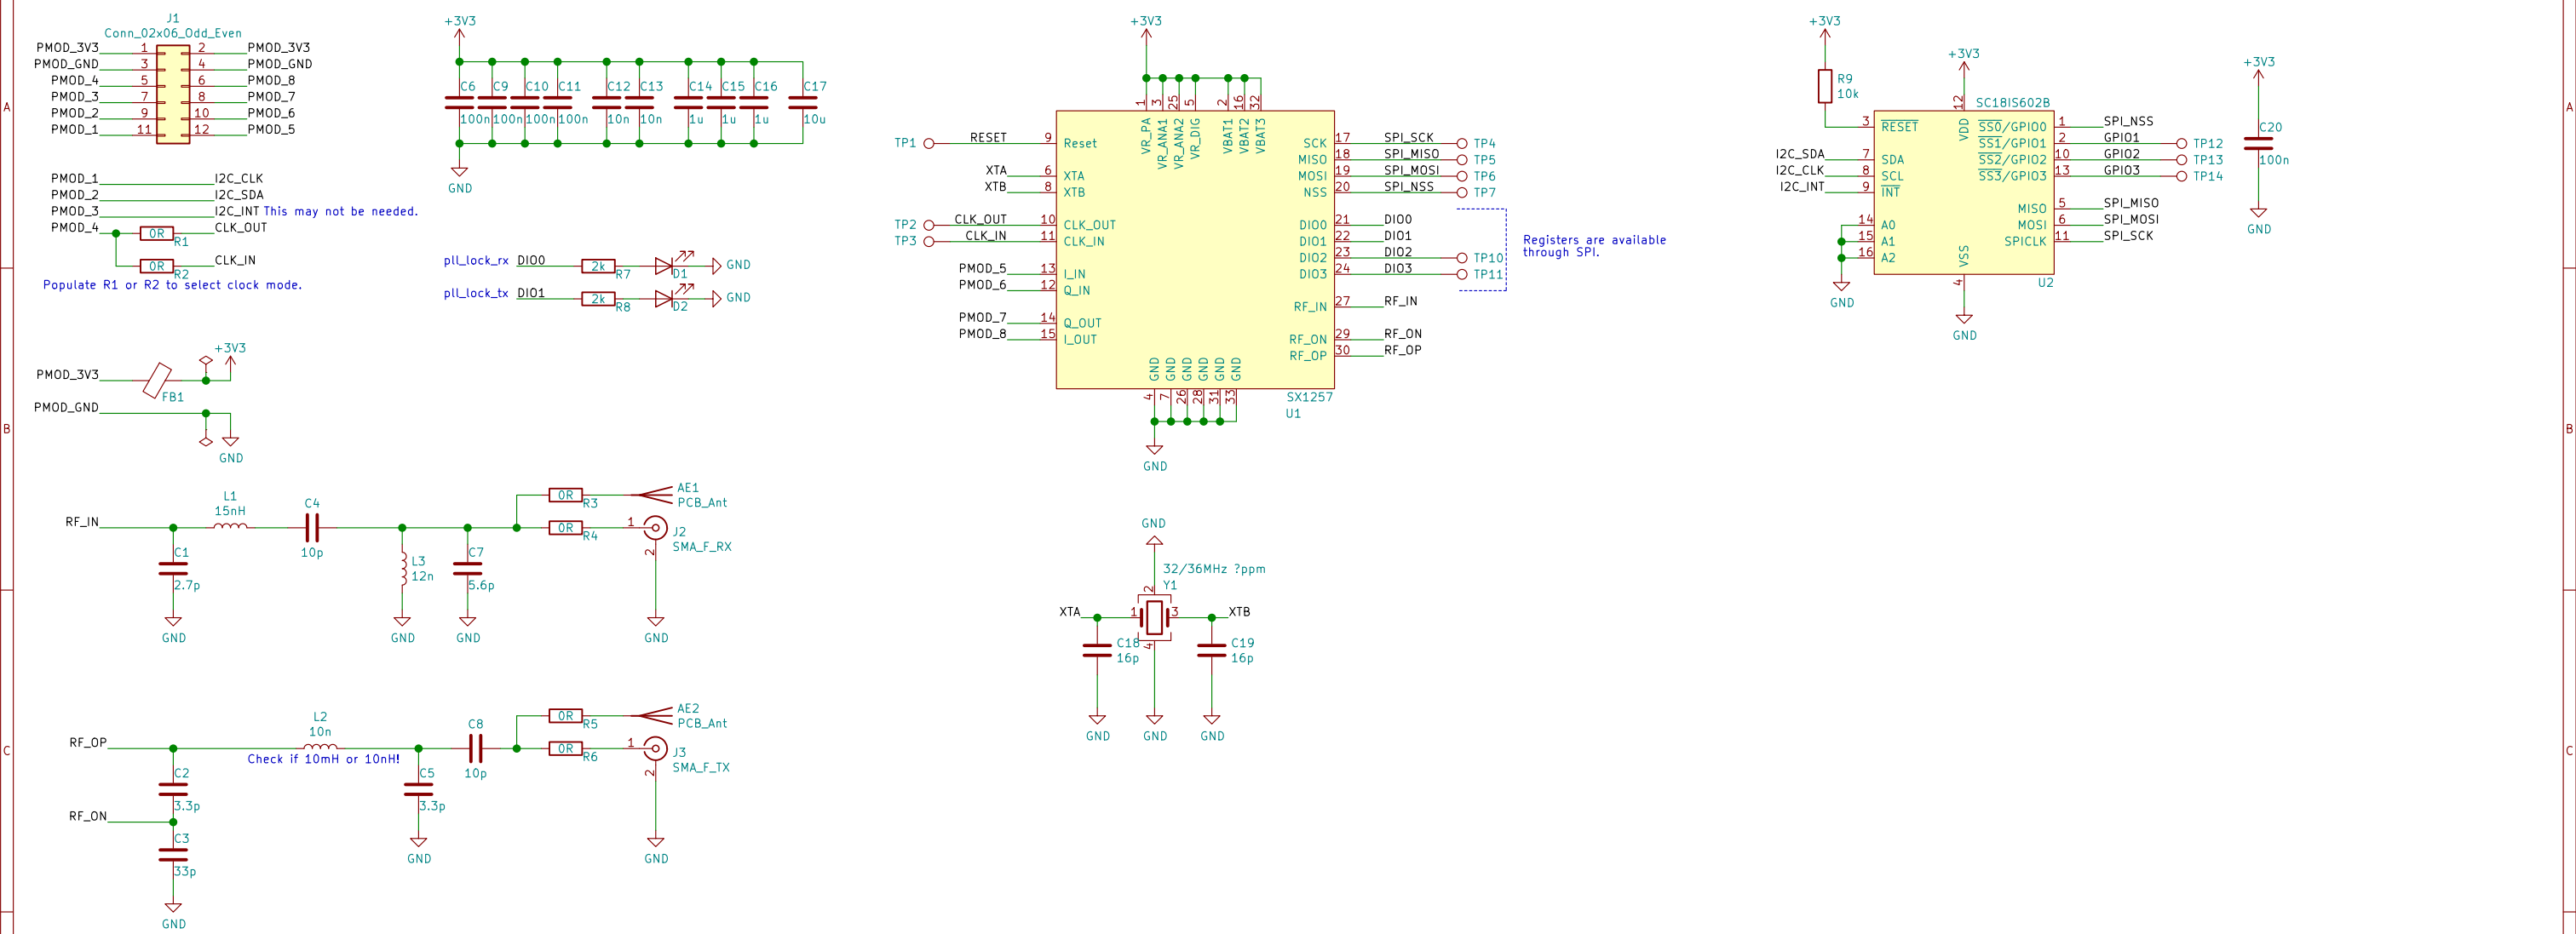 J1
Conn_02x06_Odd_Even
PMOD_3V3 1 2 PMOD_3V3
PMOD_GND 3 4 PMOD_GND
PMOD_4 5 6 PMOD_8
PMOD_3 7 8 PMOD_7
PMOD_2 9 10 PMOD_6
PMOD_1 11 12 PMOD_5
PMOD_1 I2C_CLK
PMOD_2 I2C_SDA
PMOD_3 I2C_INT This may not be needed.
PMOD_4 0R R1 CLK_OUT
0R R2 CLK_IN
Populate R1 or R2 to select clock mode.
+3V3
PMOD_3V3
FB1
PMOD_GND
GND
+3V3
C6 C9 C10 C11 C12 C13 C14 C15 C16 C17
100n 100n 100n 100n 10n 10n 1u 1u 1u 10u
GND
pll_lock_rx DIO0 2k R7 D1 GND
pll_lock_tx DIO1 2k R8 D2 GND
RF_IN
L1
15nH
C4
10p
C1
2.7p
GND
L3
12n
GND
C7
5.6p
GND
0R R3
AE1
PCB_Ant
0R R4
1
J2
SMA_F_RX
2
GND
RF_OP
L2
10n
Check if 10mH or 10nH!
C2
3.3p
RF_ON
C3
33p
GND
C5
3.3p
GND
C8
10p
0R R5
AE2
PCB_Ant
0R R6
1
J3
SMA_F_TX
2
GND
+3V3
1 3 25 5 2 16 32
VR_PA VR_ANA1 VR_ANA2 VR_DIG VBAT1 VBAT2 VBAT3
TP1 RESET 9 Reset
XTA 6 XTA
XTB 8 XTB
TP2 CLK_OUT 10 CLK_OUT
TP3 CLK_IN 11 CLK_IN
PMOD_5 13 I_IN
PMOD_6 12 Q_IN
PMOD_7 14 Q_OUT
PMOD_8 15 I_OUT
SCK 17 SPI_SCK TP4
MISO 18 SPI_MISO TP5
MOSI 19 SPI_MOSI TP6
NSS 20 SPI_NSS TP7
DIO0 21 DIO0
DIO1 22 DIO1
DIO2 23 DIO2 TP10
DIO3 24 DIO3 TP11
RF_IN 27 RF_IN
RF_ON 29 RF_ON
RF_OP 30 RF_OP
Registers are available
through SPI.
GND GND GND GND GND GND
4 7 26 28 31 33
SX1257
U1
GND
GND
32/36MHz ?ppm
Y1
2
XTA 1 3 XTB
4
C18
16p
C19
16p
GND GND GND
+3V3
R9
10k
+3V3
12
VDD
SC18IS602B
3 RESET
I2C_SDA 7 SDA
I2C_CLK 8 SCL
I2C_INT 9 INT
14 A0
15 A1
16 A2
GND
SS0/GPIO0 1 SPI_NSS
SS1/GPIO1 2 GPIO1 TP12
SS2/GPIO2 10 GPIO2 TP13
SS3/GPIO3 13 GPIO3 TP14
MISO 5 SPI_MISO
MOSI 6 SPI_MOSI
SPICLK 11 SPI_SCK
VSS
4
U2
GND
+3V3
C20
100n
GND
A A
B B
C C